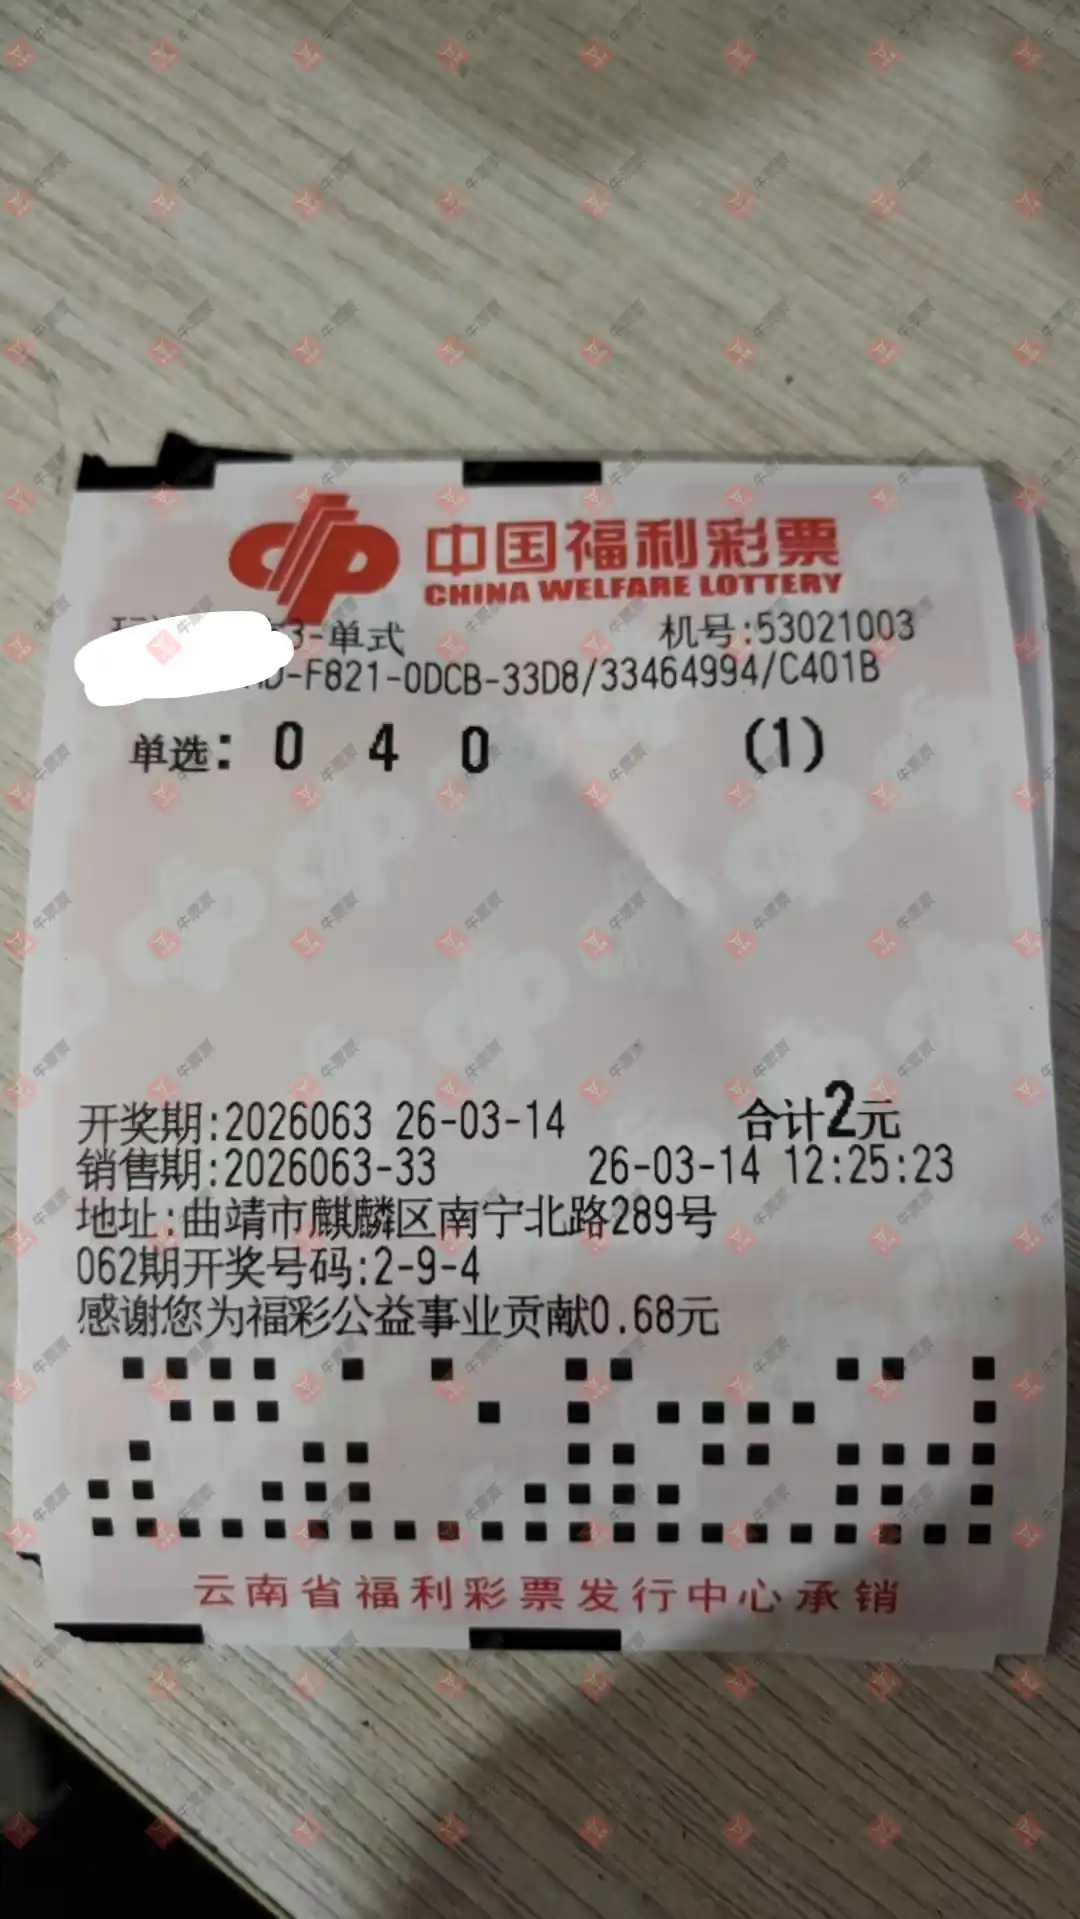 中国福利彩票
CHINA WELFARE LOTTERY
3-单式 机号:53021003
D-F821-0DCB-33D8/33464994/C401B
单选: 0 4 0 (1)
开奖期:2026063 26-03-14 合计2元
销售期:2026063-33 26-03-14 12:25:23
地址:曲靖市麒麟区南宁北路289号
062期开奖号码:2-9-4
感谢您为福彩公益事业贡献0.68元
云南省福利彩票发行中心承销
牛票票